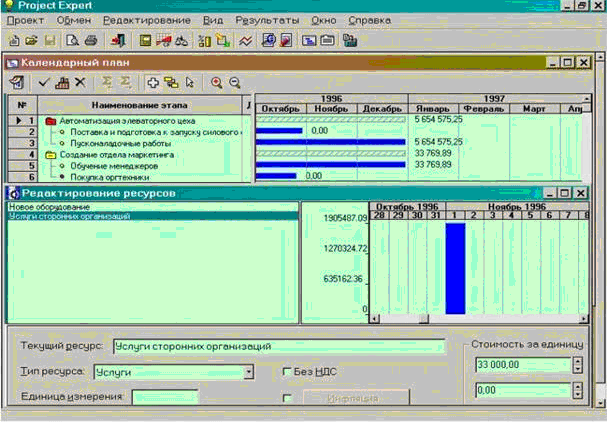 Project Expert
Проект Обмен Редактирование Вид Результаты Окно Справка
Календарный план
1996 1997
№ Наименование этапа Октябрь Ноябрь Декабрь Январь Февраль Март Апр
1 Автоматизация элеваторного цеха 5 654 575,25
2 Поставка и подготовка к запуску силового 0,00
3 Пусконаладочные работы 5 654 575,25
4 Создание отдела маркетинга 33 769,89
5 Обучение менеджеров 33 769,89
6 Покупка оргтехники 0,00
Редактирование ресурсов
Новое оборудование
Услуги сторонних организаций
Октябрь 1996 Ноябрь 1996
28 29 30 31 1 2 3 4 5 6 7 8
1905487.09
1270324.72
635162.36
0
Текущий ресурс: Услуги сторонних организаций
Стоимость за единицу
33 000,00
Тип ресурса: Услуги Без НДС
0,00
Единица измерения: Инфляция